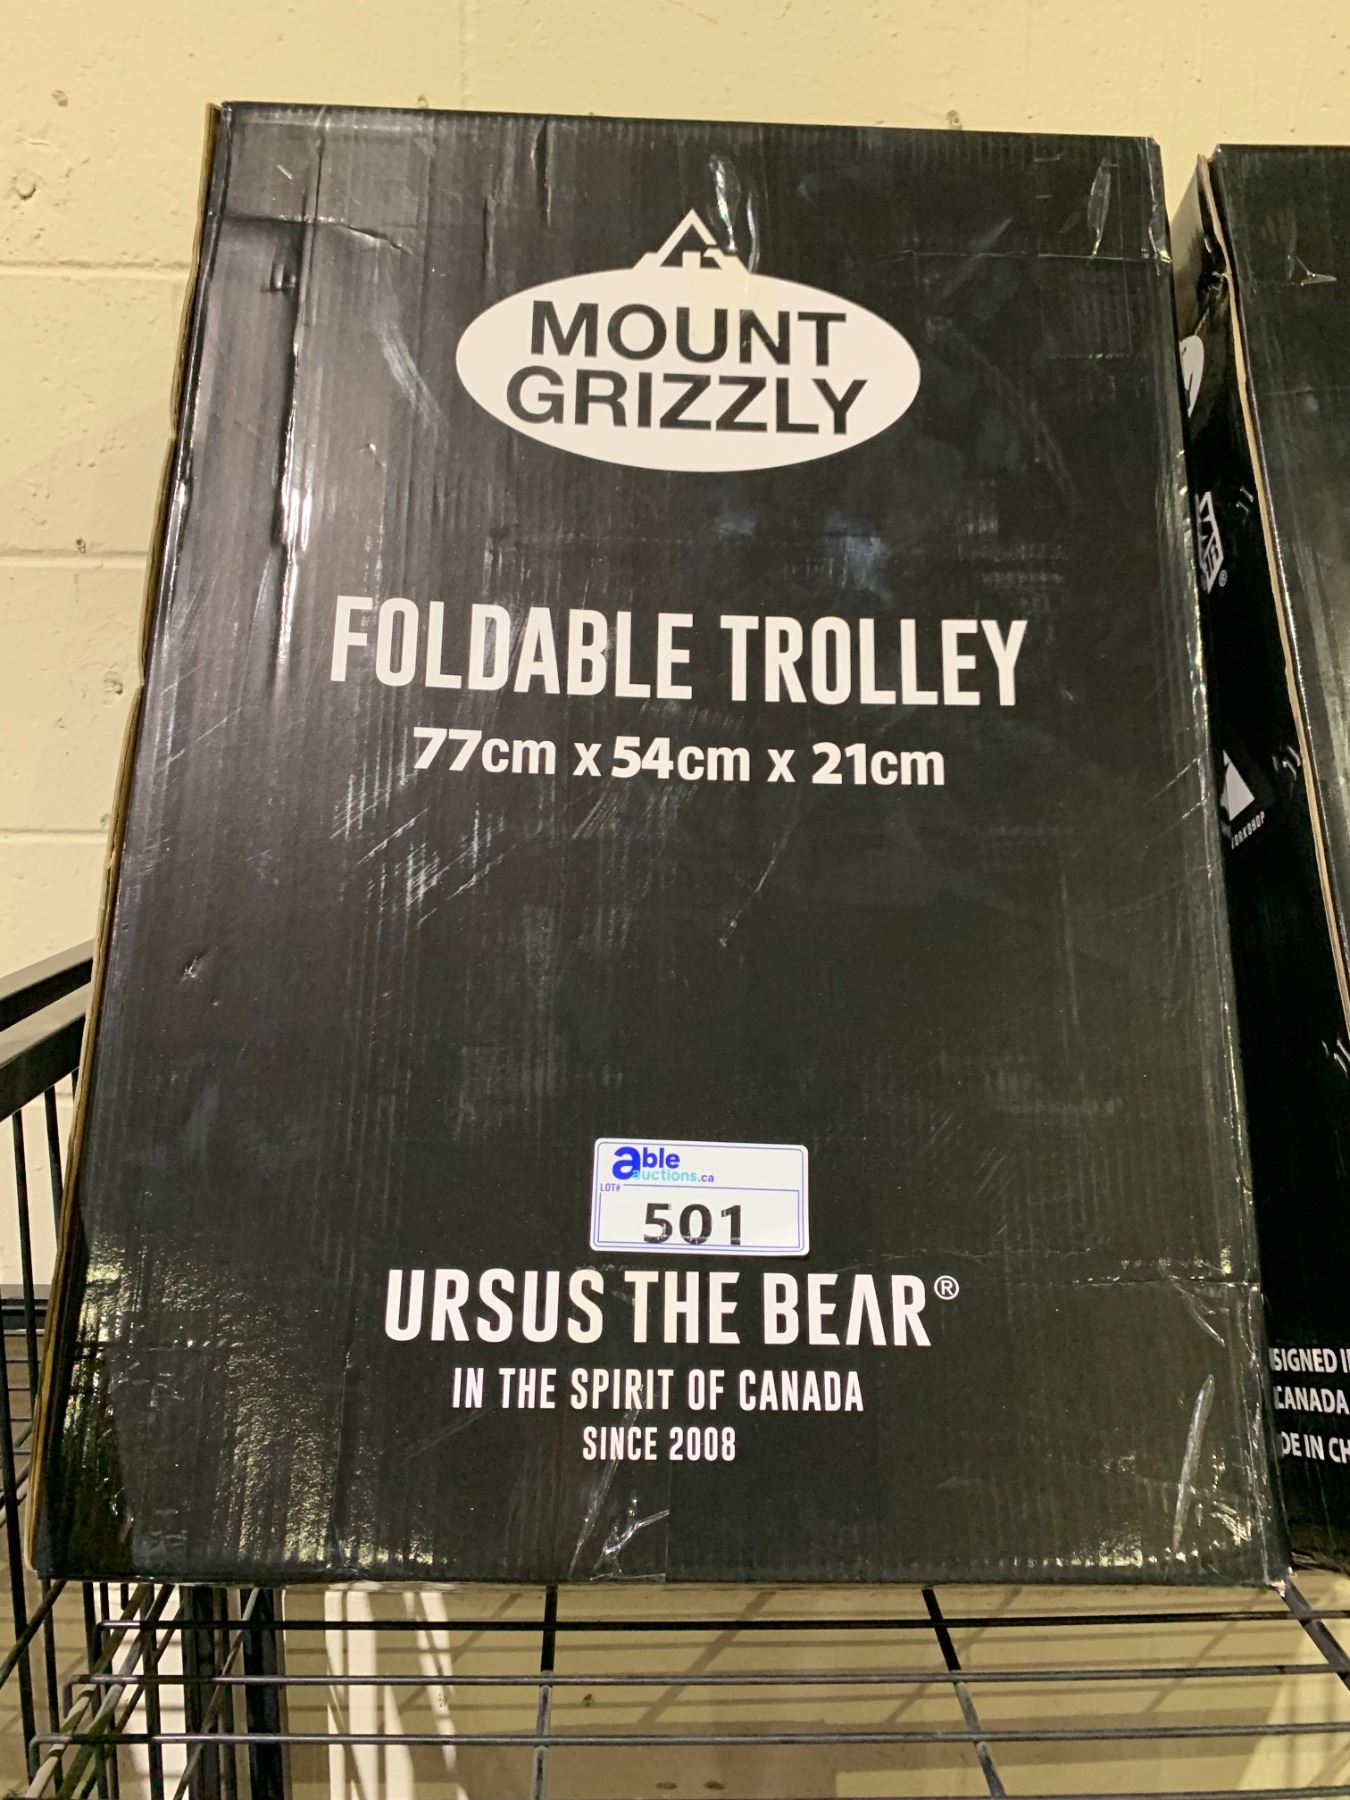 MOUNT
GRIZZLY
FOLDABLE TROLLEY
77cm x 54cm x 21cm
able
auctions.ca
LOT#
501
URSUS THE BEAR®
IN THE SPIRIT OF CANADA
SINCE 2008
CANADA